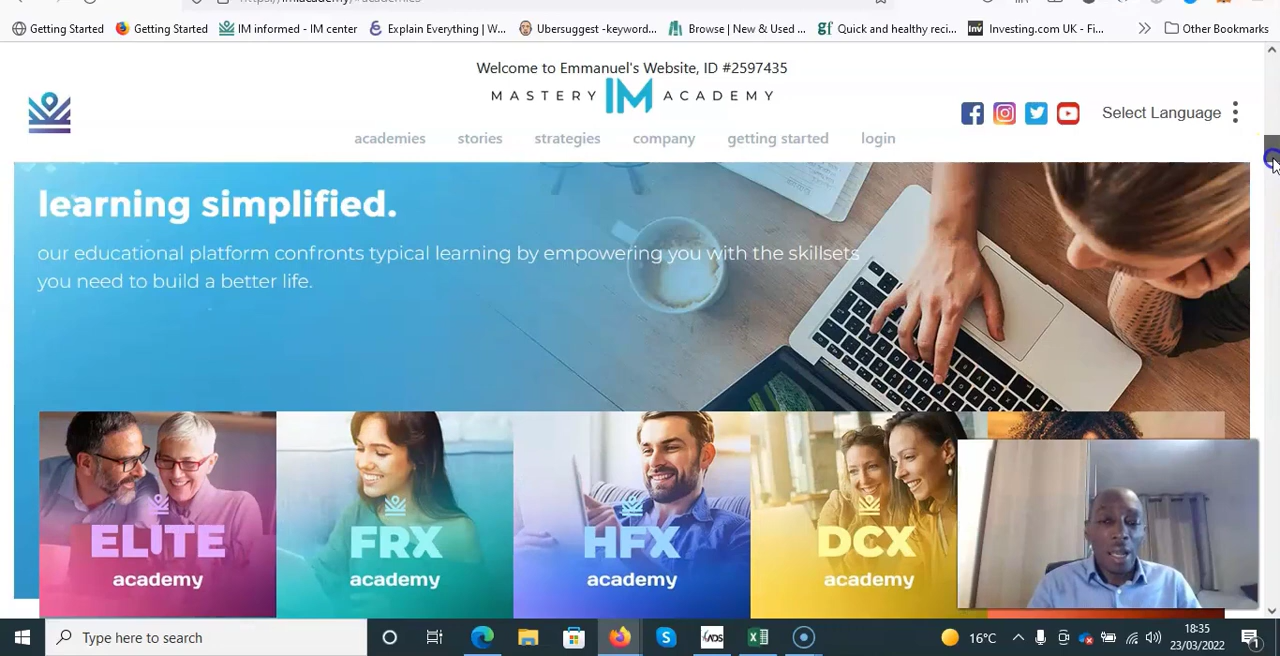 Getting Started
Getting Started
IM informed - IM center
Explain Everything | W...
Ubersuggest -keyword...
Browse | New & Used ...
gf Quick and healthy reci...
Inv Investing.com UK - Fi...
Other Bookmarks
Welcome to Emmanuel's Website, ID #2597435
MASTERY IM ACADEMY
Select Language
academies
stories
strategies
company
getting started
login
learning simplified.
our educational platform confronts typical learning by empowering you with the skillsets
you need to build a better life.
ELITE
academy
FRX
academy
HFX
academy
DCX
academy
Type here to search
ADS
16°C
18:35
23/03/2022